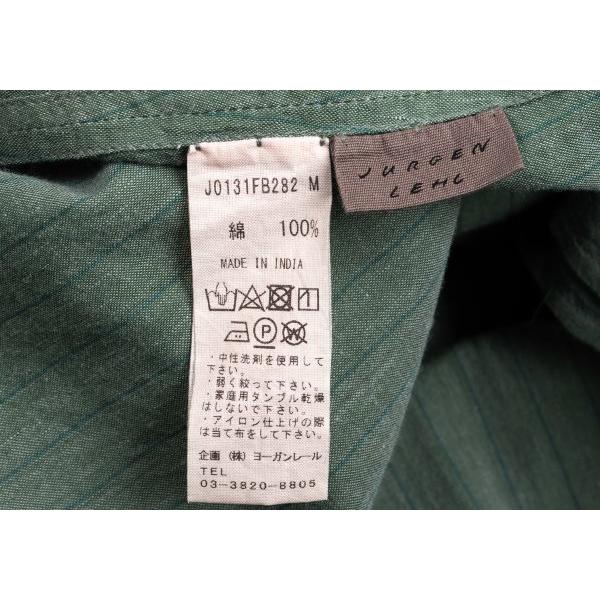 JURGEN
LEHL
J0131FB282 M
綿 100%
MADE IN INDIA
P
W
・中性洗剤を使用して
下さい。
・弱く絞って下さい。
・家庭用タンブル乾燥
はしないで下さい。
・アイロン仕上げの際
は当て布をして下さい。
企画 (株) ヨーガンレール
TEL
03-3820-8805